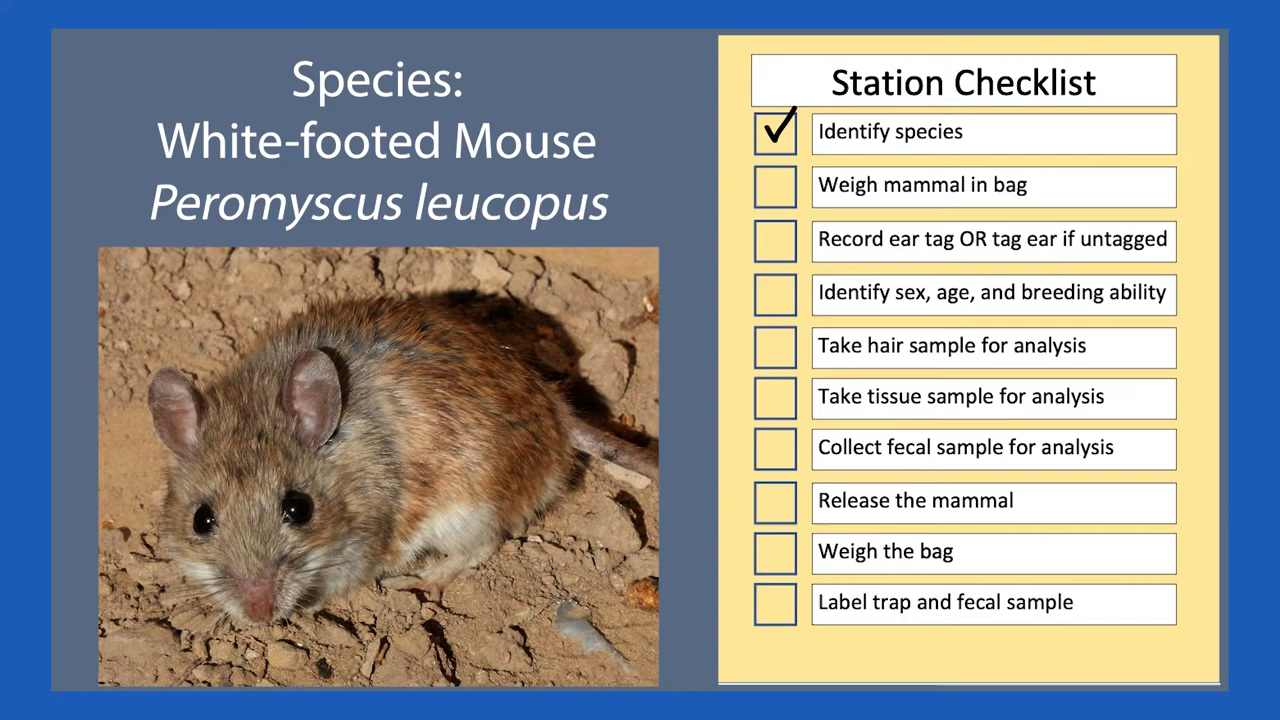 Species:
White-footed Mouse
Peromyscus leucopus
Station Checklist
Identify species
Weigh mammal in bag
Record ear tag OR tag ear if untagged
Identify sex, age, and breeding ability
Take hair sample for analysis
Take tissue sample for analysis
Collect fecal sample for analysis
Release the mammal
Weigh the bag
Label trap and fecal sample